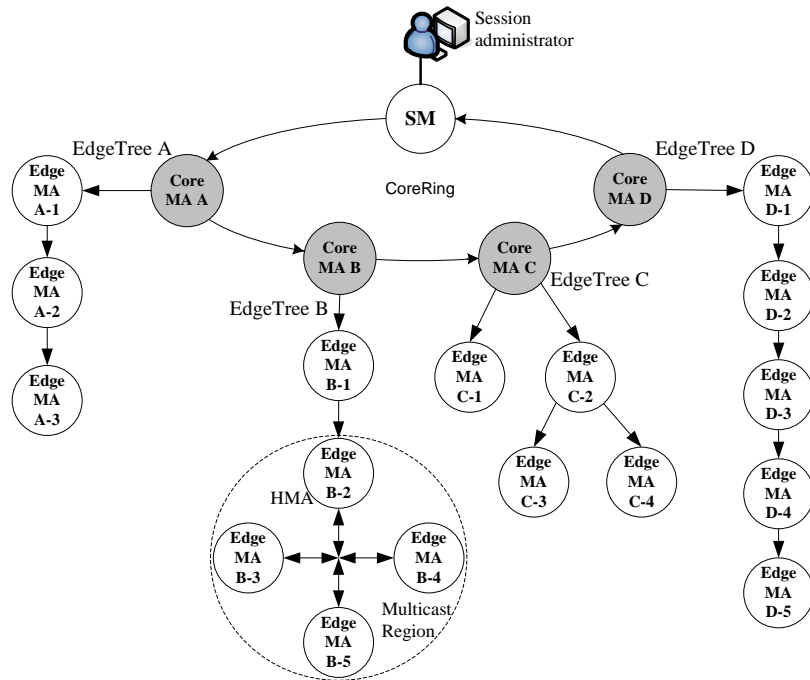 Session
administrator
SM
EdgeTree A
EdgeTree D
Edge
MA
A-1
Core
MA A
CoreRing
Core
MA D
Edge
MA
D-1
Core
MA B
Core
MA C
EdgeTree C
Edge
MA
A-2
EdgeTree B
Edge
MA
D-2
Edge
MA
B-1
Edge
MA
C-1
Edge
MA
C-2
Edge
MA
A-3
Edge
MA
D-3
Edge
MA
B-2
HMA
Edge
MA
C-3
Edge
MA
C-4
Edge
MA
D-4
Edge
MA
B-3
Edge
MA
B-4
Edge
MA
D-5
Multicast
Region
Edge
MA
B-5